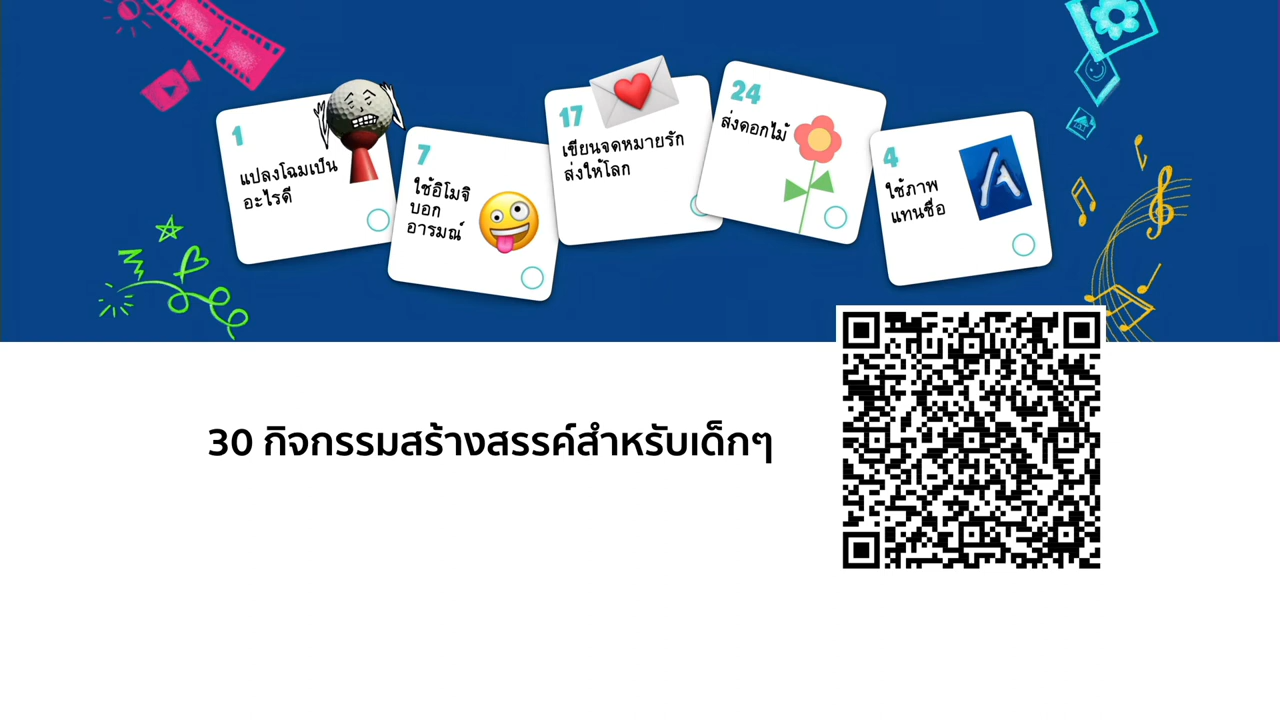 1
แปลงโฉมเป็น
อะไรดี
7
ใช้อิโมจิ
บอก
อารมณ์
17
เขียนจดหมายรัก
ส่งให้โลก
24
ส่งดอกไม้
4
ใช้ภาพ
แทนชื่อ
A
30 กิจกรรมสร้างสรรค์สำหรับเด็กๆ